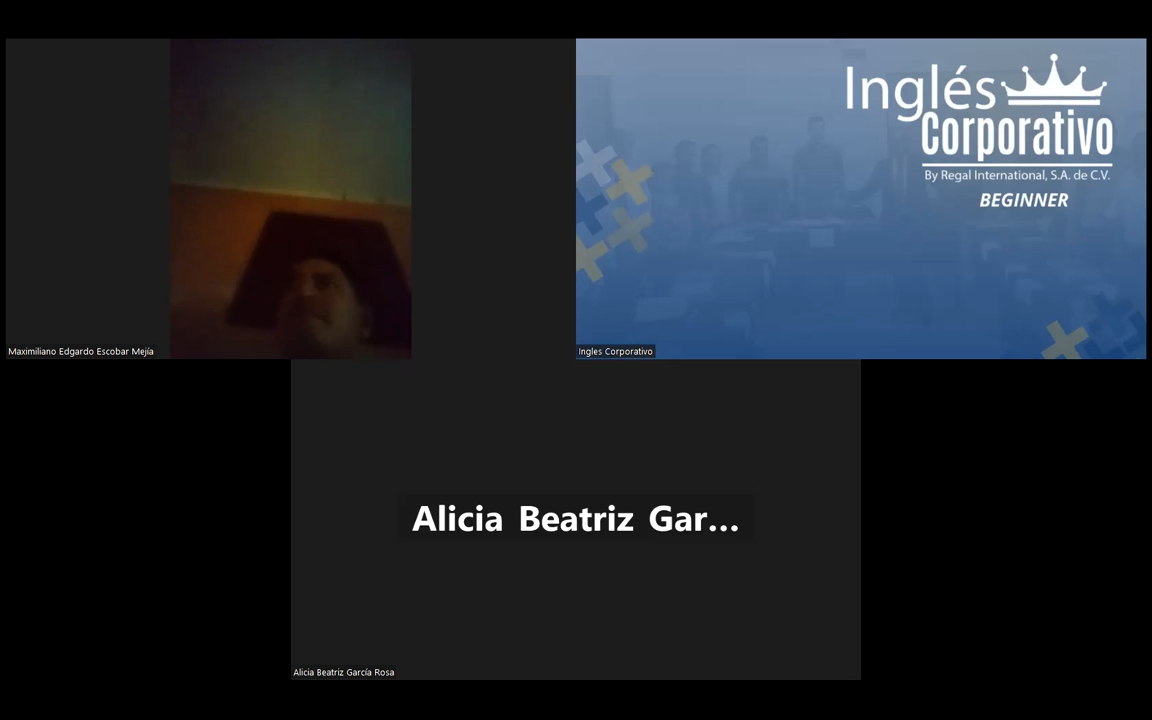 Inglés
Corporativo
By Regal International, S.A. de C.V.
BEGINNER
Maximiliano Edgardo Escobar Mejía
Ingles Corporativo
Alicia Beatriz Gar...
Alicia Beatriz García Rosa